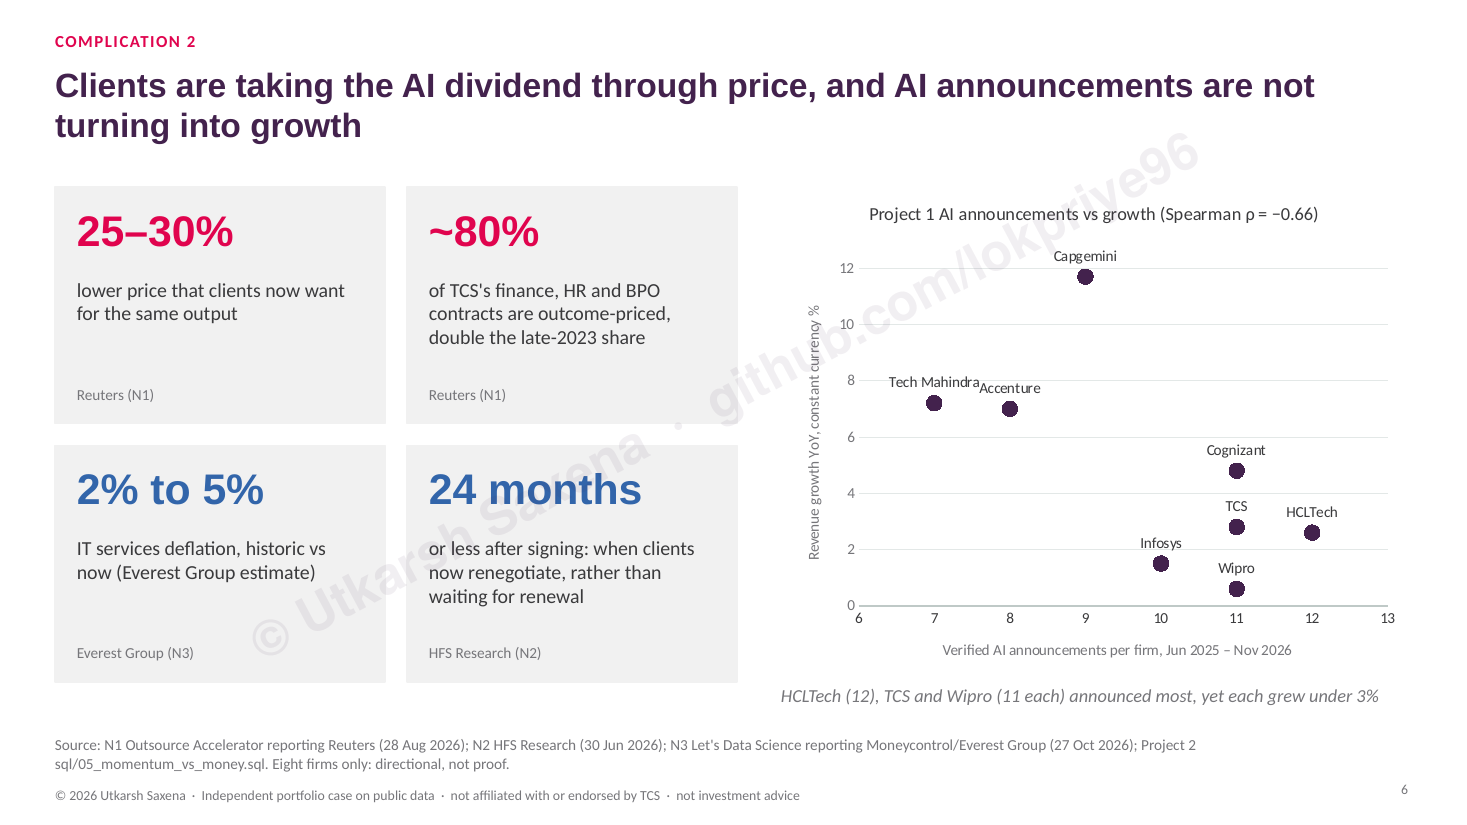 COMPLICATION 2
Clients are taking the AI dividend through price, and AI announcements are not
turning into growth
25–30%
lower price that clients now want
for the same output
Reuters (N1)
~80%
of TCS's finance, HR and BPO
contracts are outcome-priced,
double the late-2023 share
Reuters (N1)
2% to 5%
IT services deflation, historic vs
now (Everest Group estimate)
Everest Group (N3)
24 months
or less after signing: when clients
now renegotiate, rather than
waiting for renewal
HFS Research (N2)
Project 1 AI announcements vs growth (Spearman ρ = −0.66)
Revenue growth YoY, constant currency %
12
10
8
6
4
2
0
Capgemini
Tech Mahindra
Accenture
Cognizant
TCS
HCLTech
Infosys
Wipro
6
7
8
9
10
11
12
13
Verified AI announcements per firm, Jun 2025 – Nov 2026
HCLTech (12), TCS and Wipro (11 each) announced most, yet each grew under 3%
Source: N1 Outsource Accelerator reporting Reuters (28 Aug 2026); N2 HFS Research (30 Jun 2026); N3 Let's Data Science reporting Moneycontrol/Everest Group (27 Oct 2026); Project 2
sql/05_momentum_vs_money.sql. Eight firms only: directional, not proof.
© 2026 Utkarsh Saxena · Independent portfolio case on public data · not affiliated with or endorsed by TCS · not investment advice
6
© Utkarsh Saxena · github.com/lokprive96